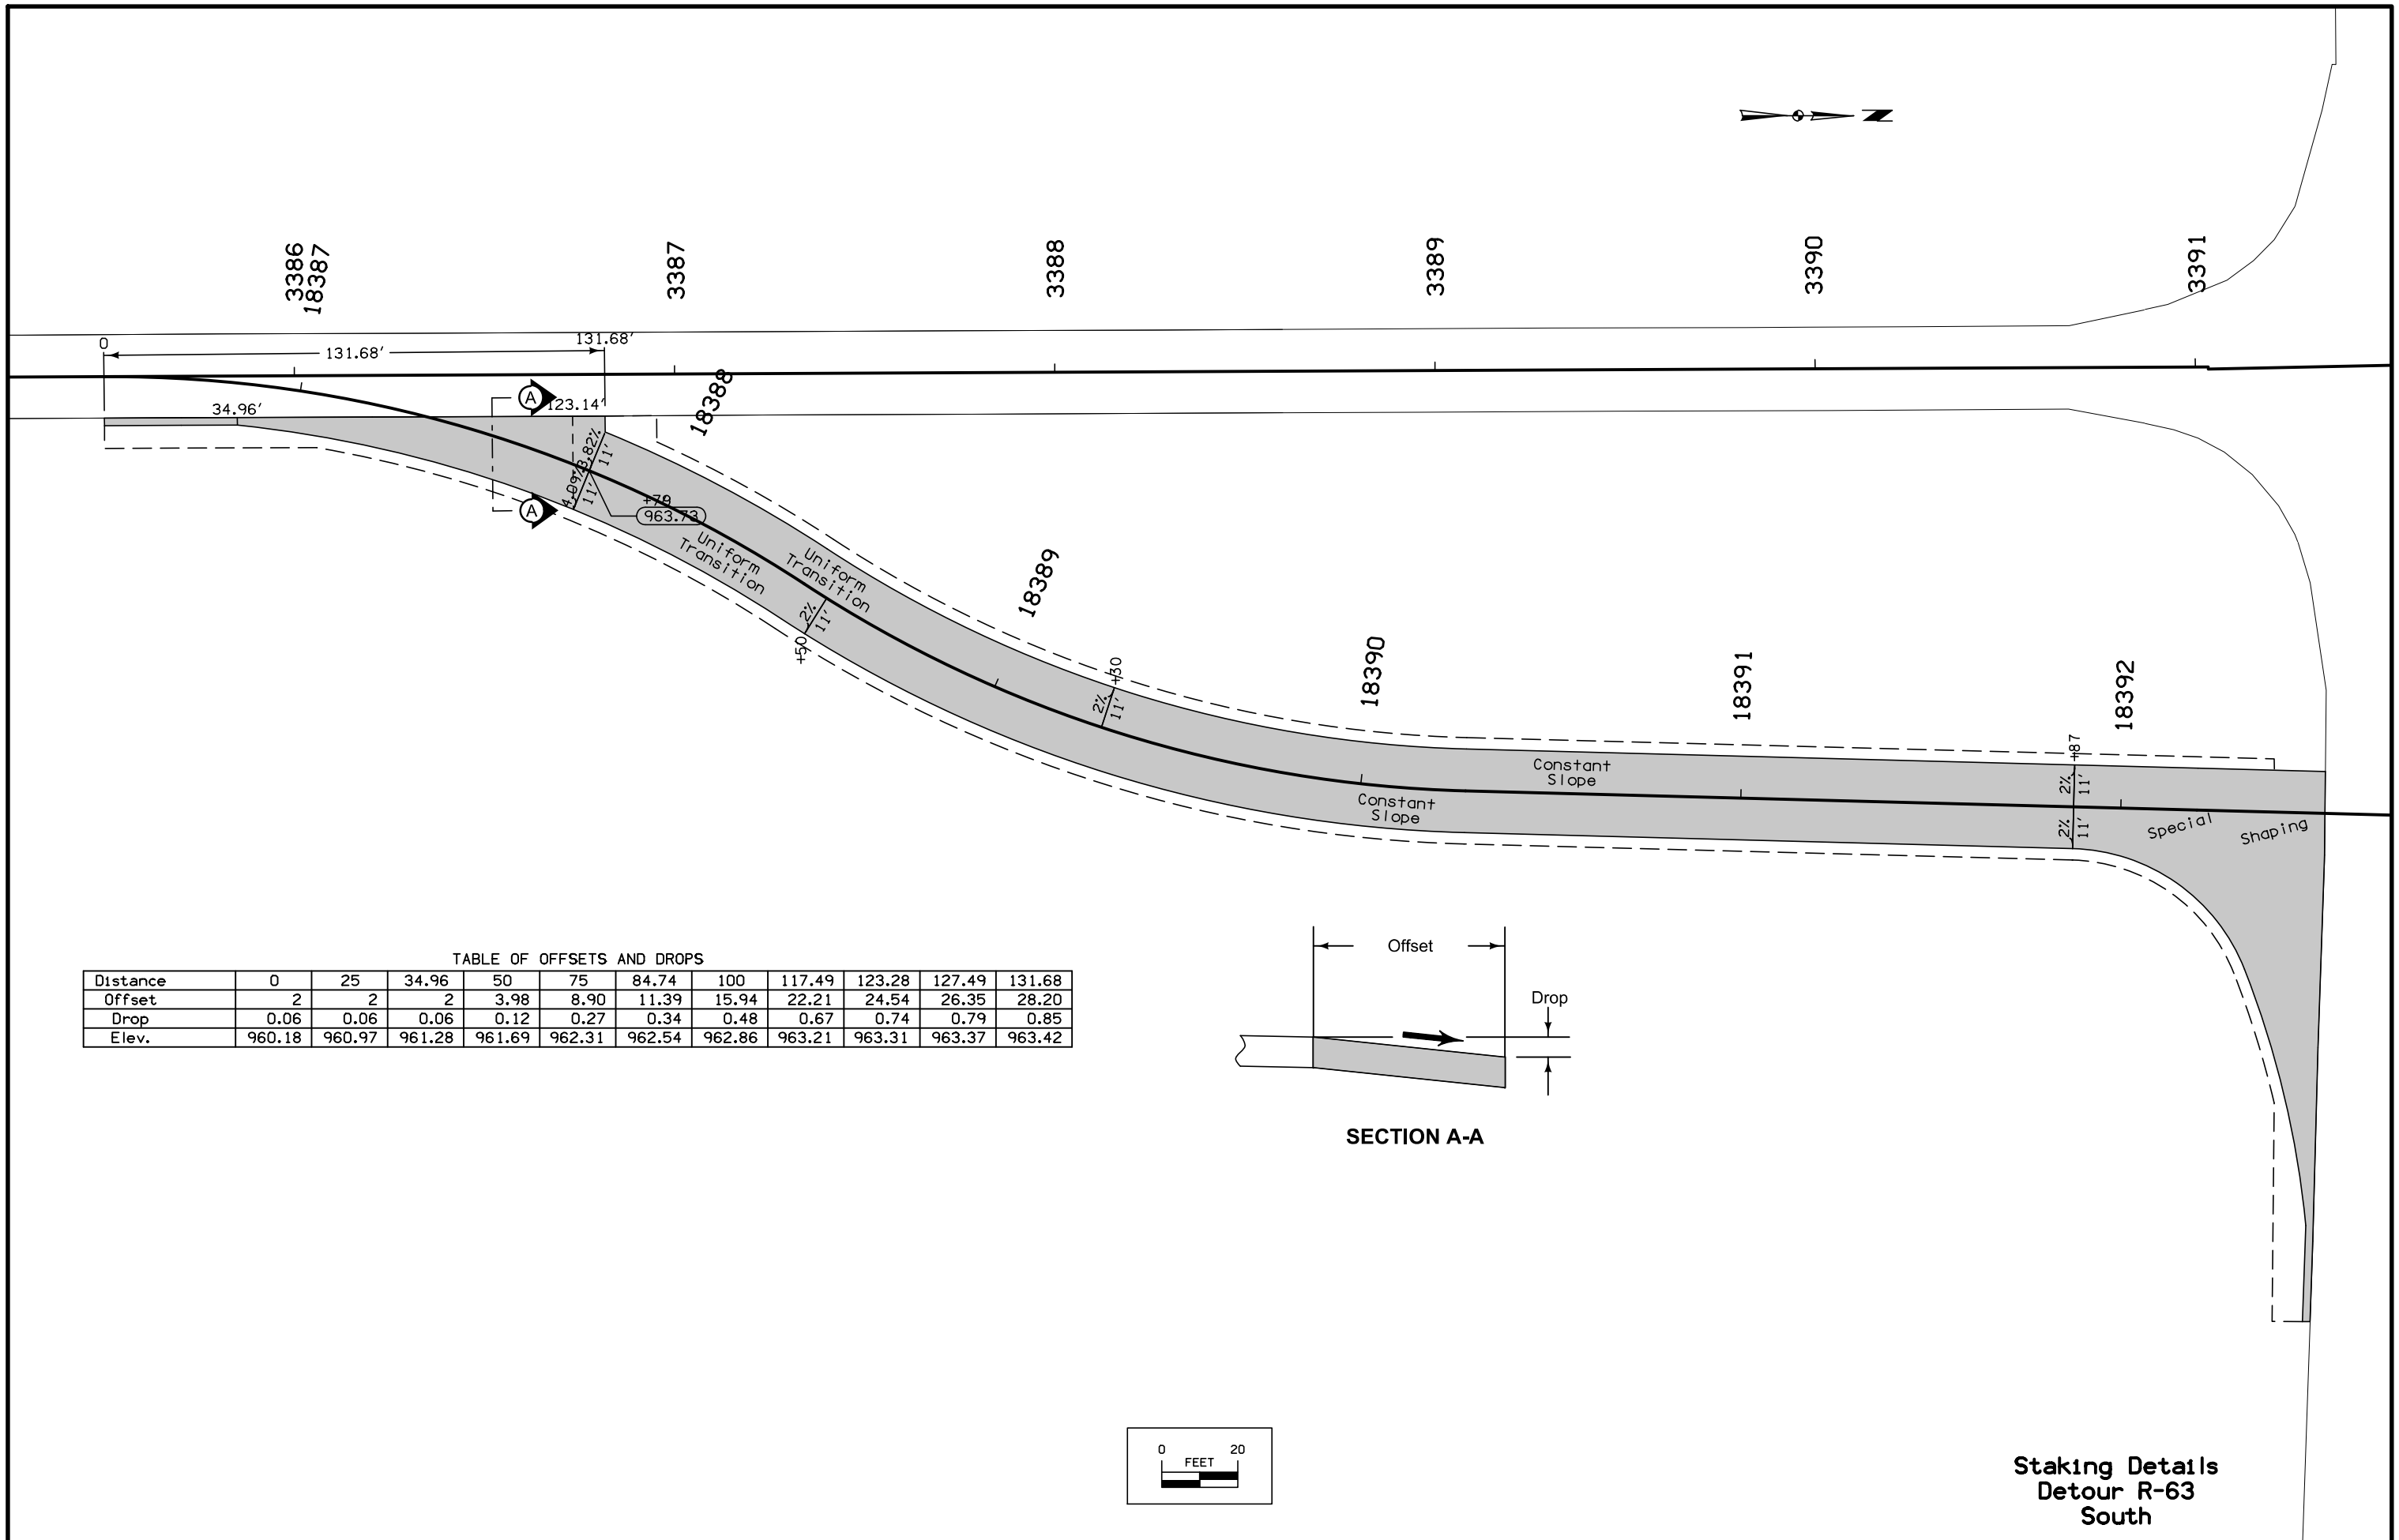 N
3386
18387
3387
3388
3389
3390
3391
0
131.68'
131.68'
34.96'
A
123.14'
18388
3.82%
11'
4.09%
11'
A
963.73
Uniform
Transition
Uniform
Transition
2%
11'
+50
18389
+30
2%
11'
18390
18391
18392
+87
2%
11'
2%
11'
Constant
Slope
Constant
Slope
Special
Shaping
TABLE OF OFFSETS AND DROPS
Distance 0 25 34.96 50 75 84.74 100 117.49 123.28 127.49 131.68
Offset 2 2 2 3.98 8.90 11.39 15.94 22.21 24.54 26.35 28.20
Drop 0.06 0.06 0.06 0.12 0.27 0.34 0.48 0.67 0.74 0.79 0.85
Elev. 960.18 960.97 961.28 961.69 962.31 962.54 962.86 963.21 963.31 963.37 963.42
Offset
Drop
SECTION A-A
0 20
FEET
Staking Details
Detour R-63
South